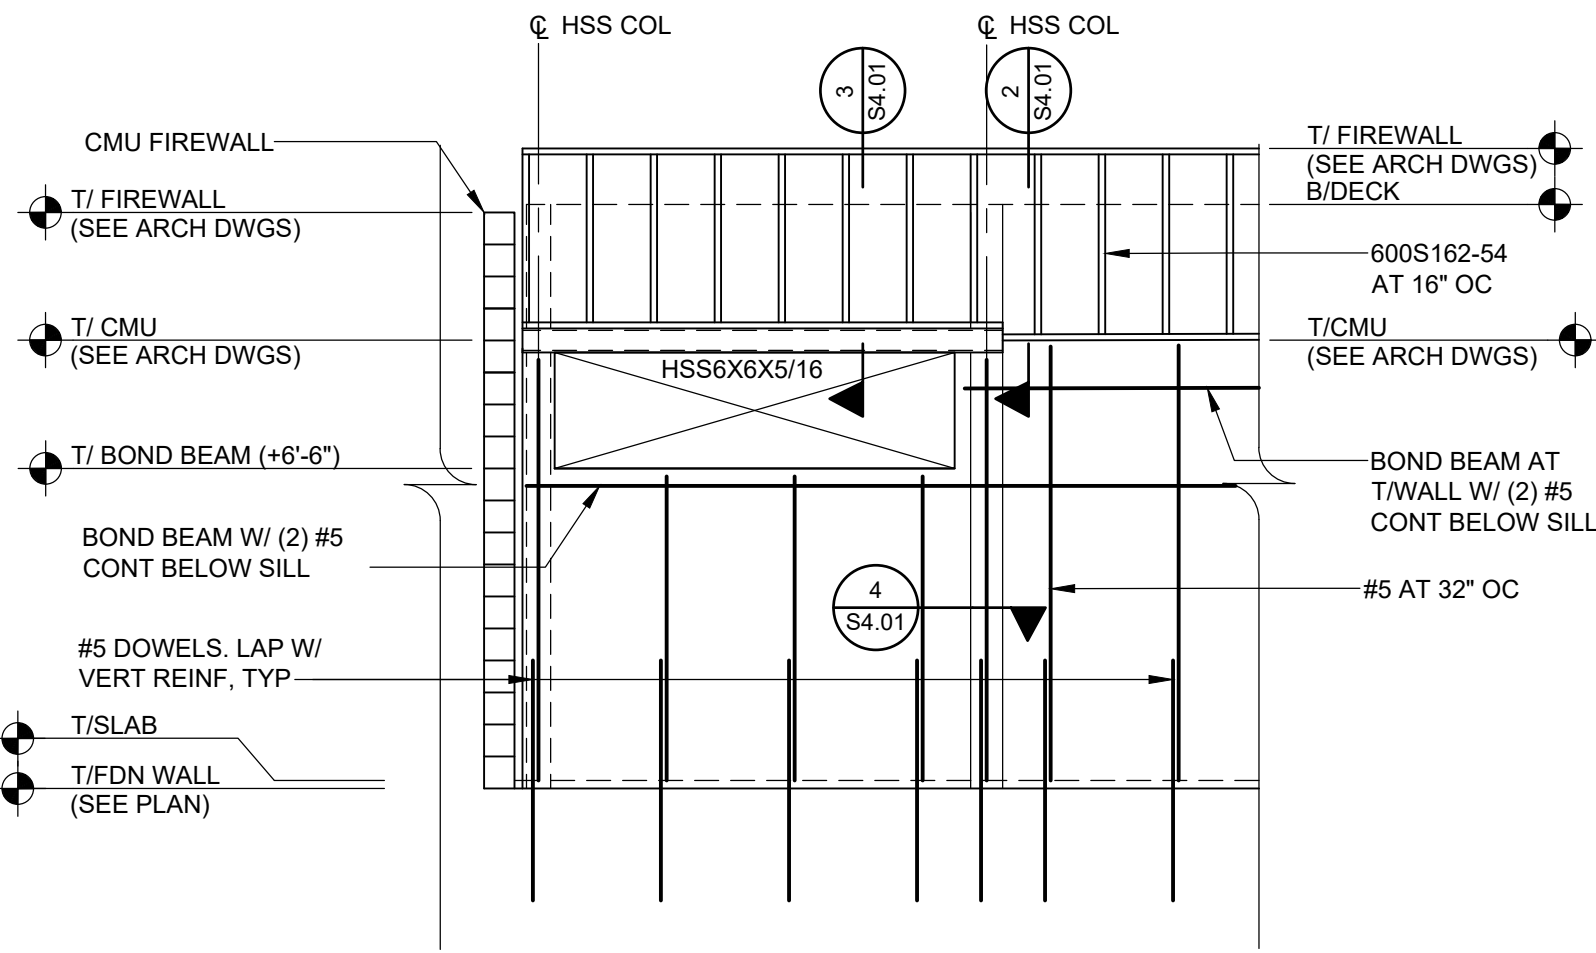 ℄ HSS COL
℄ HSS COL
3
S4.01
2
S4.01
CMU FIREWALL
T/ FIREWALL
(SEE ARCH DWGS)
T/ CMU
(SEE ARCH DWGS)
T/ BOND BEAM (+6'-6")
BOND BEAM W/ (2) #5
CONT BELOW SILL
#5 DOWELS. LAP W/
VERT REINF, TYP
T/SLAB
T/FDN WALL
(SEE PLAN)
HSS6X6X5/16
4
S4.01
T/ FIREWALL
(SEE ARCH DWGS)
B/DECK
600S162-54
AT 16" OC
T/CMU
(SEE ARCH DWGS)
BOND BEAM AT
T/WALL W/ (2) #5
CONT BELOW SILL
#5 AT 32" OC